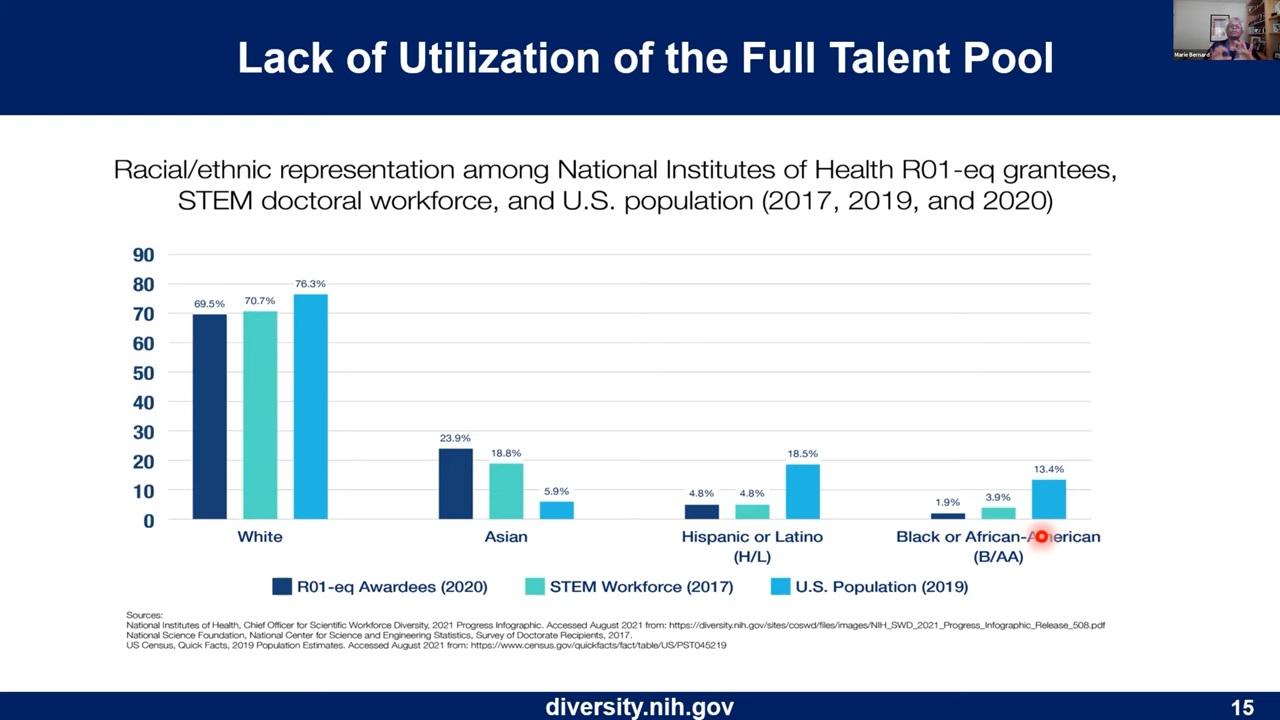 Lack of Utilization of the Full Talent Pool
Marie Bernard
Racial/ethnic representation among National Institutes of Health R01-eq grantees,
STEM doctoral workforce, and U.S. population (2017, 2019, and 2020)
90
80
70
60
50
40
30
20
10
0
69.5%
70.7%
76.3%
23.9%
18.8%
5.9%
4.8%
4.8%
18.5%
1.9%
3.9%
13.4%
White
Asian
Hispanic or Latino
(H/L)
Black or African-American
(B/AA)
R01-eq Awardees (2020)
STEM Workforce (2017)
U.S. Population (2019)
Sources:
National Institutes of Health, Chief Officer for Scientific Workforce Diversity, 2021 Progress Infographic. Accessed August 2021 from: https://diversity.nih.gov/sites/coswd/files/images/NIH_SWD_2021_Progress_Infographic_Release_508.pdf
National Science Foundation, National Center for Science and Engineering Statistics, Survey of Doctorate Recipients, 2017.
US Census, Quick Facts, 2019 Population Estimates. Accessed August 2021 from: https://www.census.gov/quickfacts/fact/table/US/PST045219
diversity.nih.gov
15